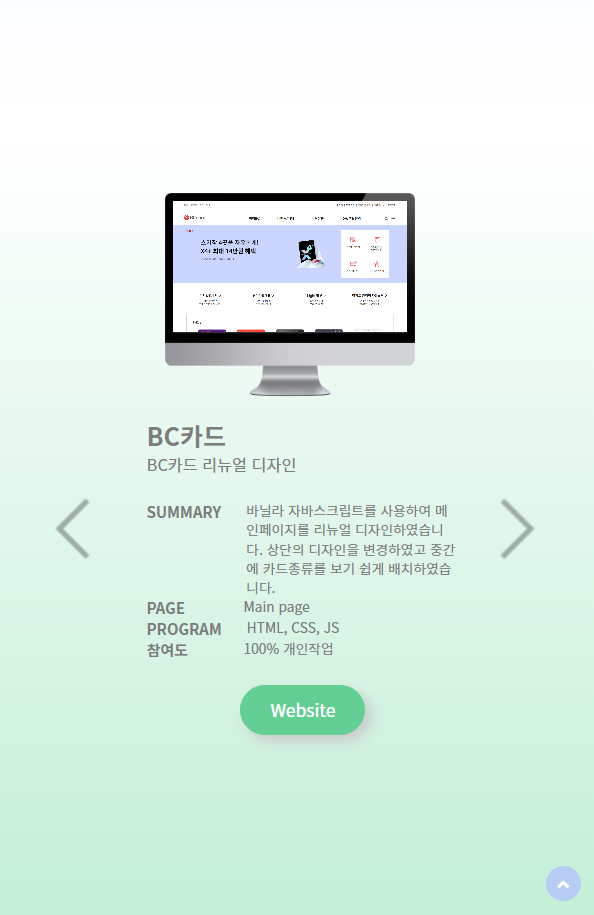 BC카드
BC카드 리뉴얼 디자인
SUMMARY 바닐라 자바스크립트를 사용하여 메
인페이지를 리뉴얼 디자인하였습니
다. 상단의 디자인을 변경하였고 중간
에 카드종류를 보기 쉽게 배치하였습
니다.
PAGE Main page
PROGRAM HTML, CSS, JS
참여도 100% 개인작업
Website